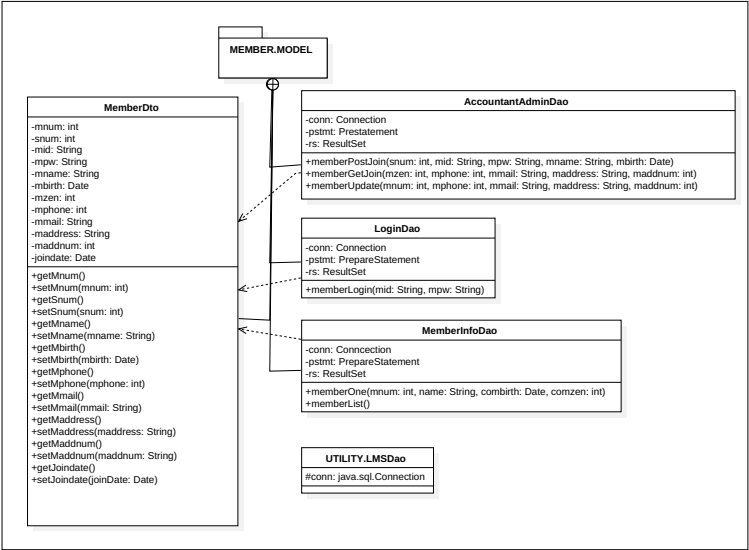 MEMBER.MODEL
MemberDto
-mnum: int
-snum: int
-mid: String
-mpw: String
-mname: String
-mbirth: Date
-mzen: int
-mphone: int
-mmail: String
-maddress: String
-maddnum: int
-joindate: Date
+getMnum()
+setMnum(mnum: int)
+getSnum()
+setSnum(snum: int)
+getMname()
+setMname(mname: String)
+getMbirth()
+setMbirth(mbirth: Date)
+getMphone()
+setMphone(mphone: int)
+getMmail()
+setMmail(mmail: String)
+getMaddress()
+setMaddress(maddress: String)
+getMaddnum()
+setMaddnum(maddnum: String)
+getJoindate()
+setJoindate(joinDate: Date)
AccountantAdminDao
-conn: Connection
-pstmt: Prestatement
-rs: ResultSet
+memberPostJoin(snum: int, mid: String, mpw: String, mname: String, mbirth: Date)
+memberGetJoin(mzen: int, mphone: int, mmail: String, maddress: String, maddnum: int)
+memberUpdate(mnum: int, mphone: int, mmail: String, maddress: String, maddnum: int)
LoginDao
-conn: Connection
-pstmt: PrepareStatement
-rs: ResultSet
+memberLogin(mid: String, mpw: String)
MemberInfoDao
-conn: Conncection
-pstmt: PrepareStatement
-rs: ResultSet
+memberOne(mnum: int, name: String, combirth: Date, comzen: int)
+memberList()
UTILITY.LMSDao
#conn: java.sql.Connection